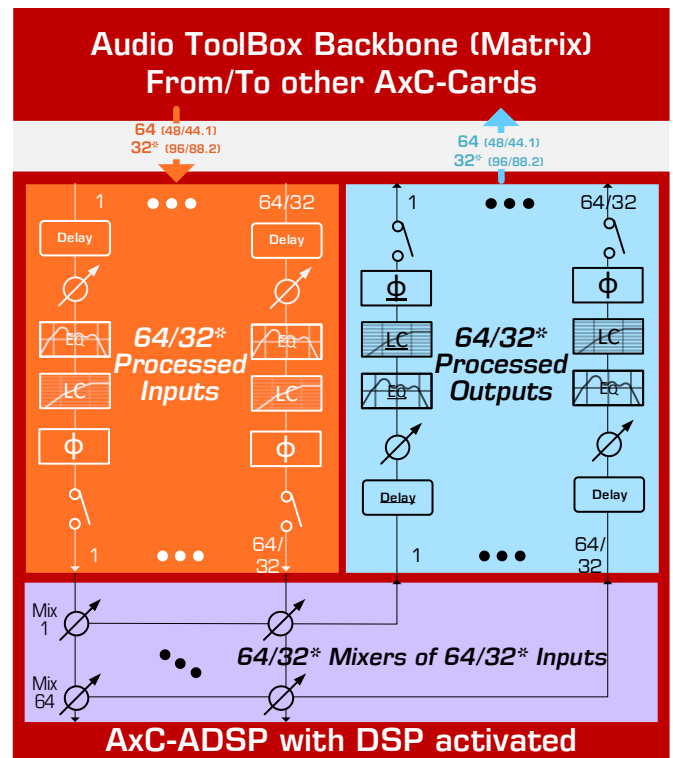 Audio ToolBox Backbone (Matrix)
From/To other AxC-Cards
64 (48/44.1)
32* (96/88.2)
64 (48/44.1)
32* (96/88.2)
1
64/32
Delay
Delay
EQ
EQ
LC
LC
Φ
Φ
64/32*
Processed
Inputs
1
64/
32
1
64/32
Φ
Φ
LC
LC
EQ
EQ
64/32*
Processed
Outputs
Delay
Delay
1
64/
32
Mix
1
64/32* Mixers of 64/32* Inputs
Mix
64
AxC-ADSP with DSP activated